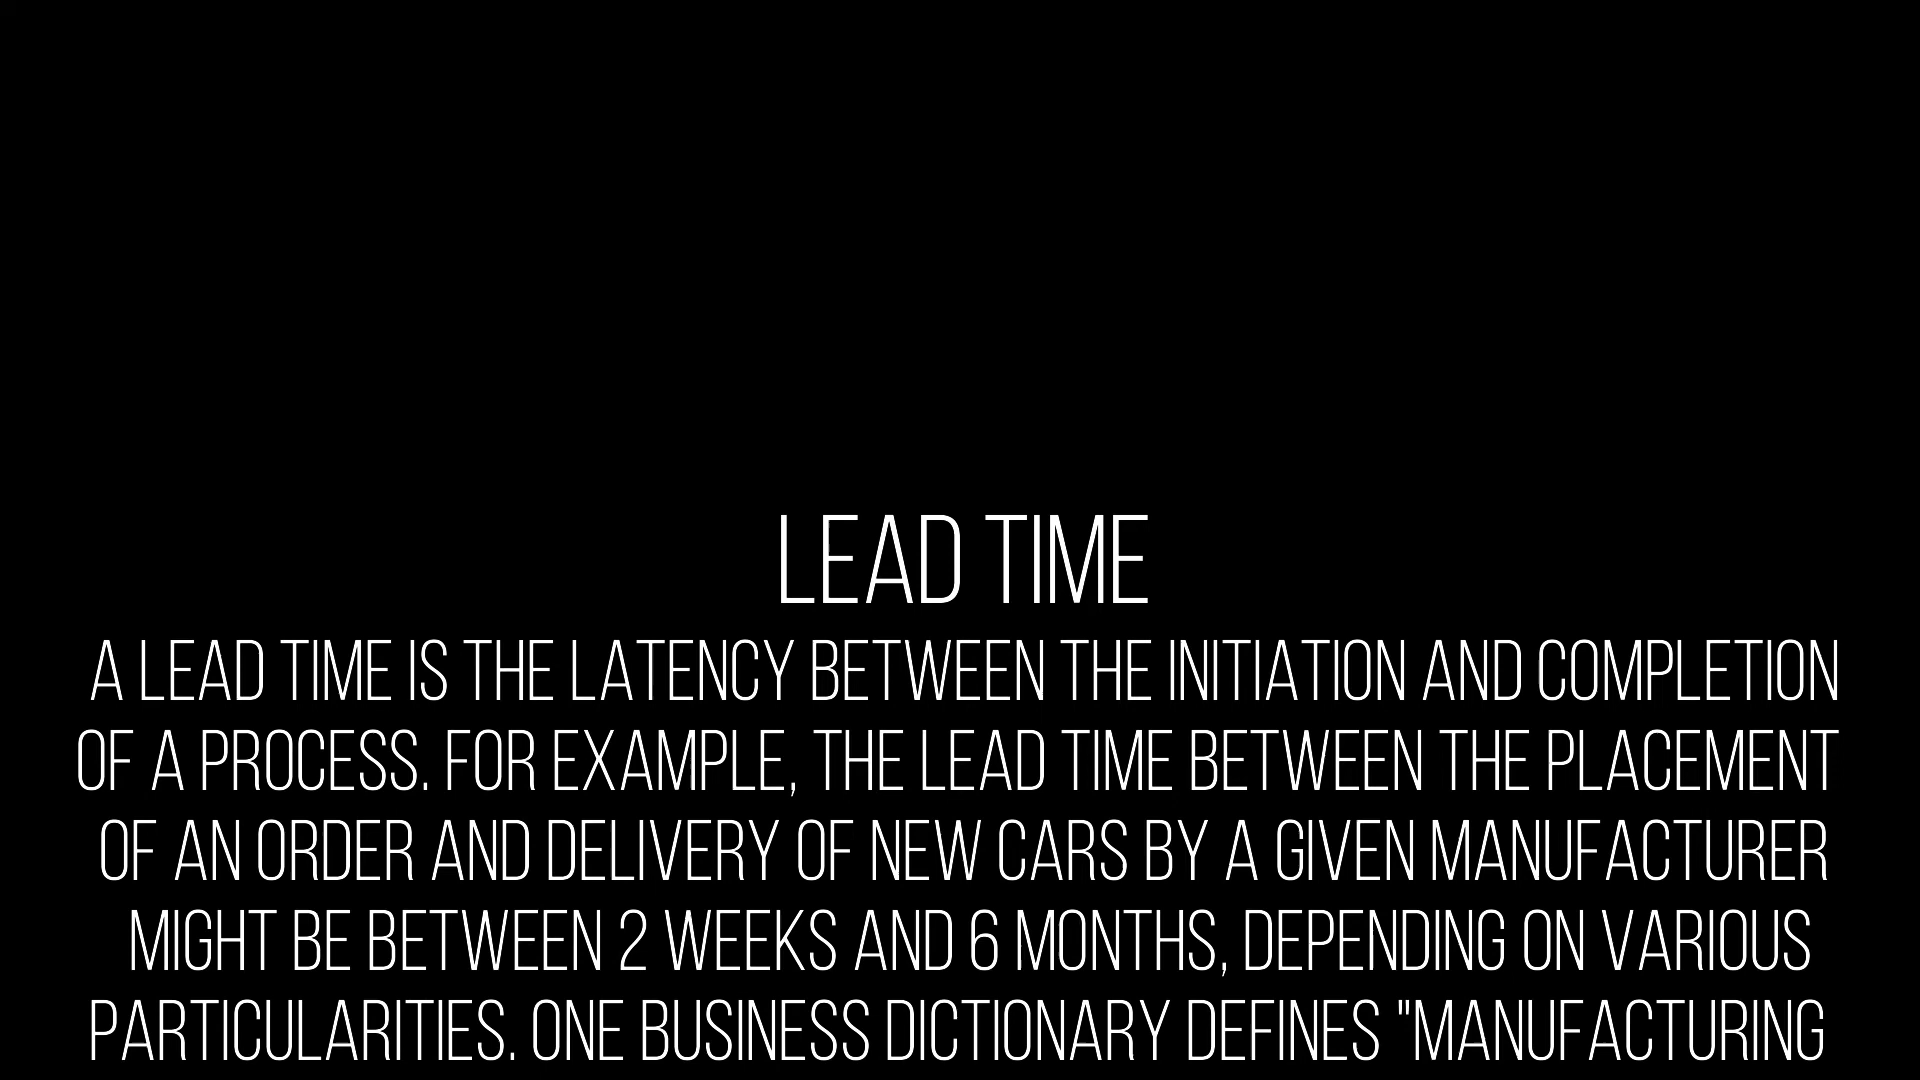 LEAD TIME
A LEAD TIME IS THE LATENCY BETWEEN THE INITIATION AND COMPLETION
OF A PROCESS. FOR EXAMPLE, THE LEAD TIME BETWEEN THE PLACEMENT
OF AN ORDER AND DELIVERY OF NEW CARS BY A GIVEN MANUFACTURER
MIGHT BE BETWEEN 2 WEEKS AND 6 MONTHS, DEPENDING ON VARIOUS
PARTICULARITIES. ONE BUSINESS DICTIONARY DEFINES "MANUFACTURING